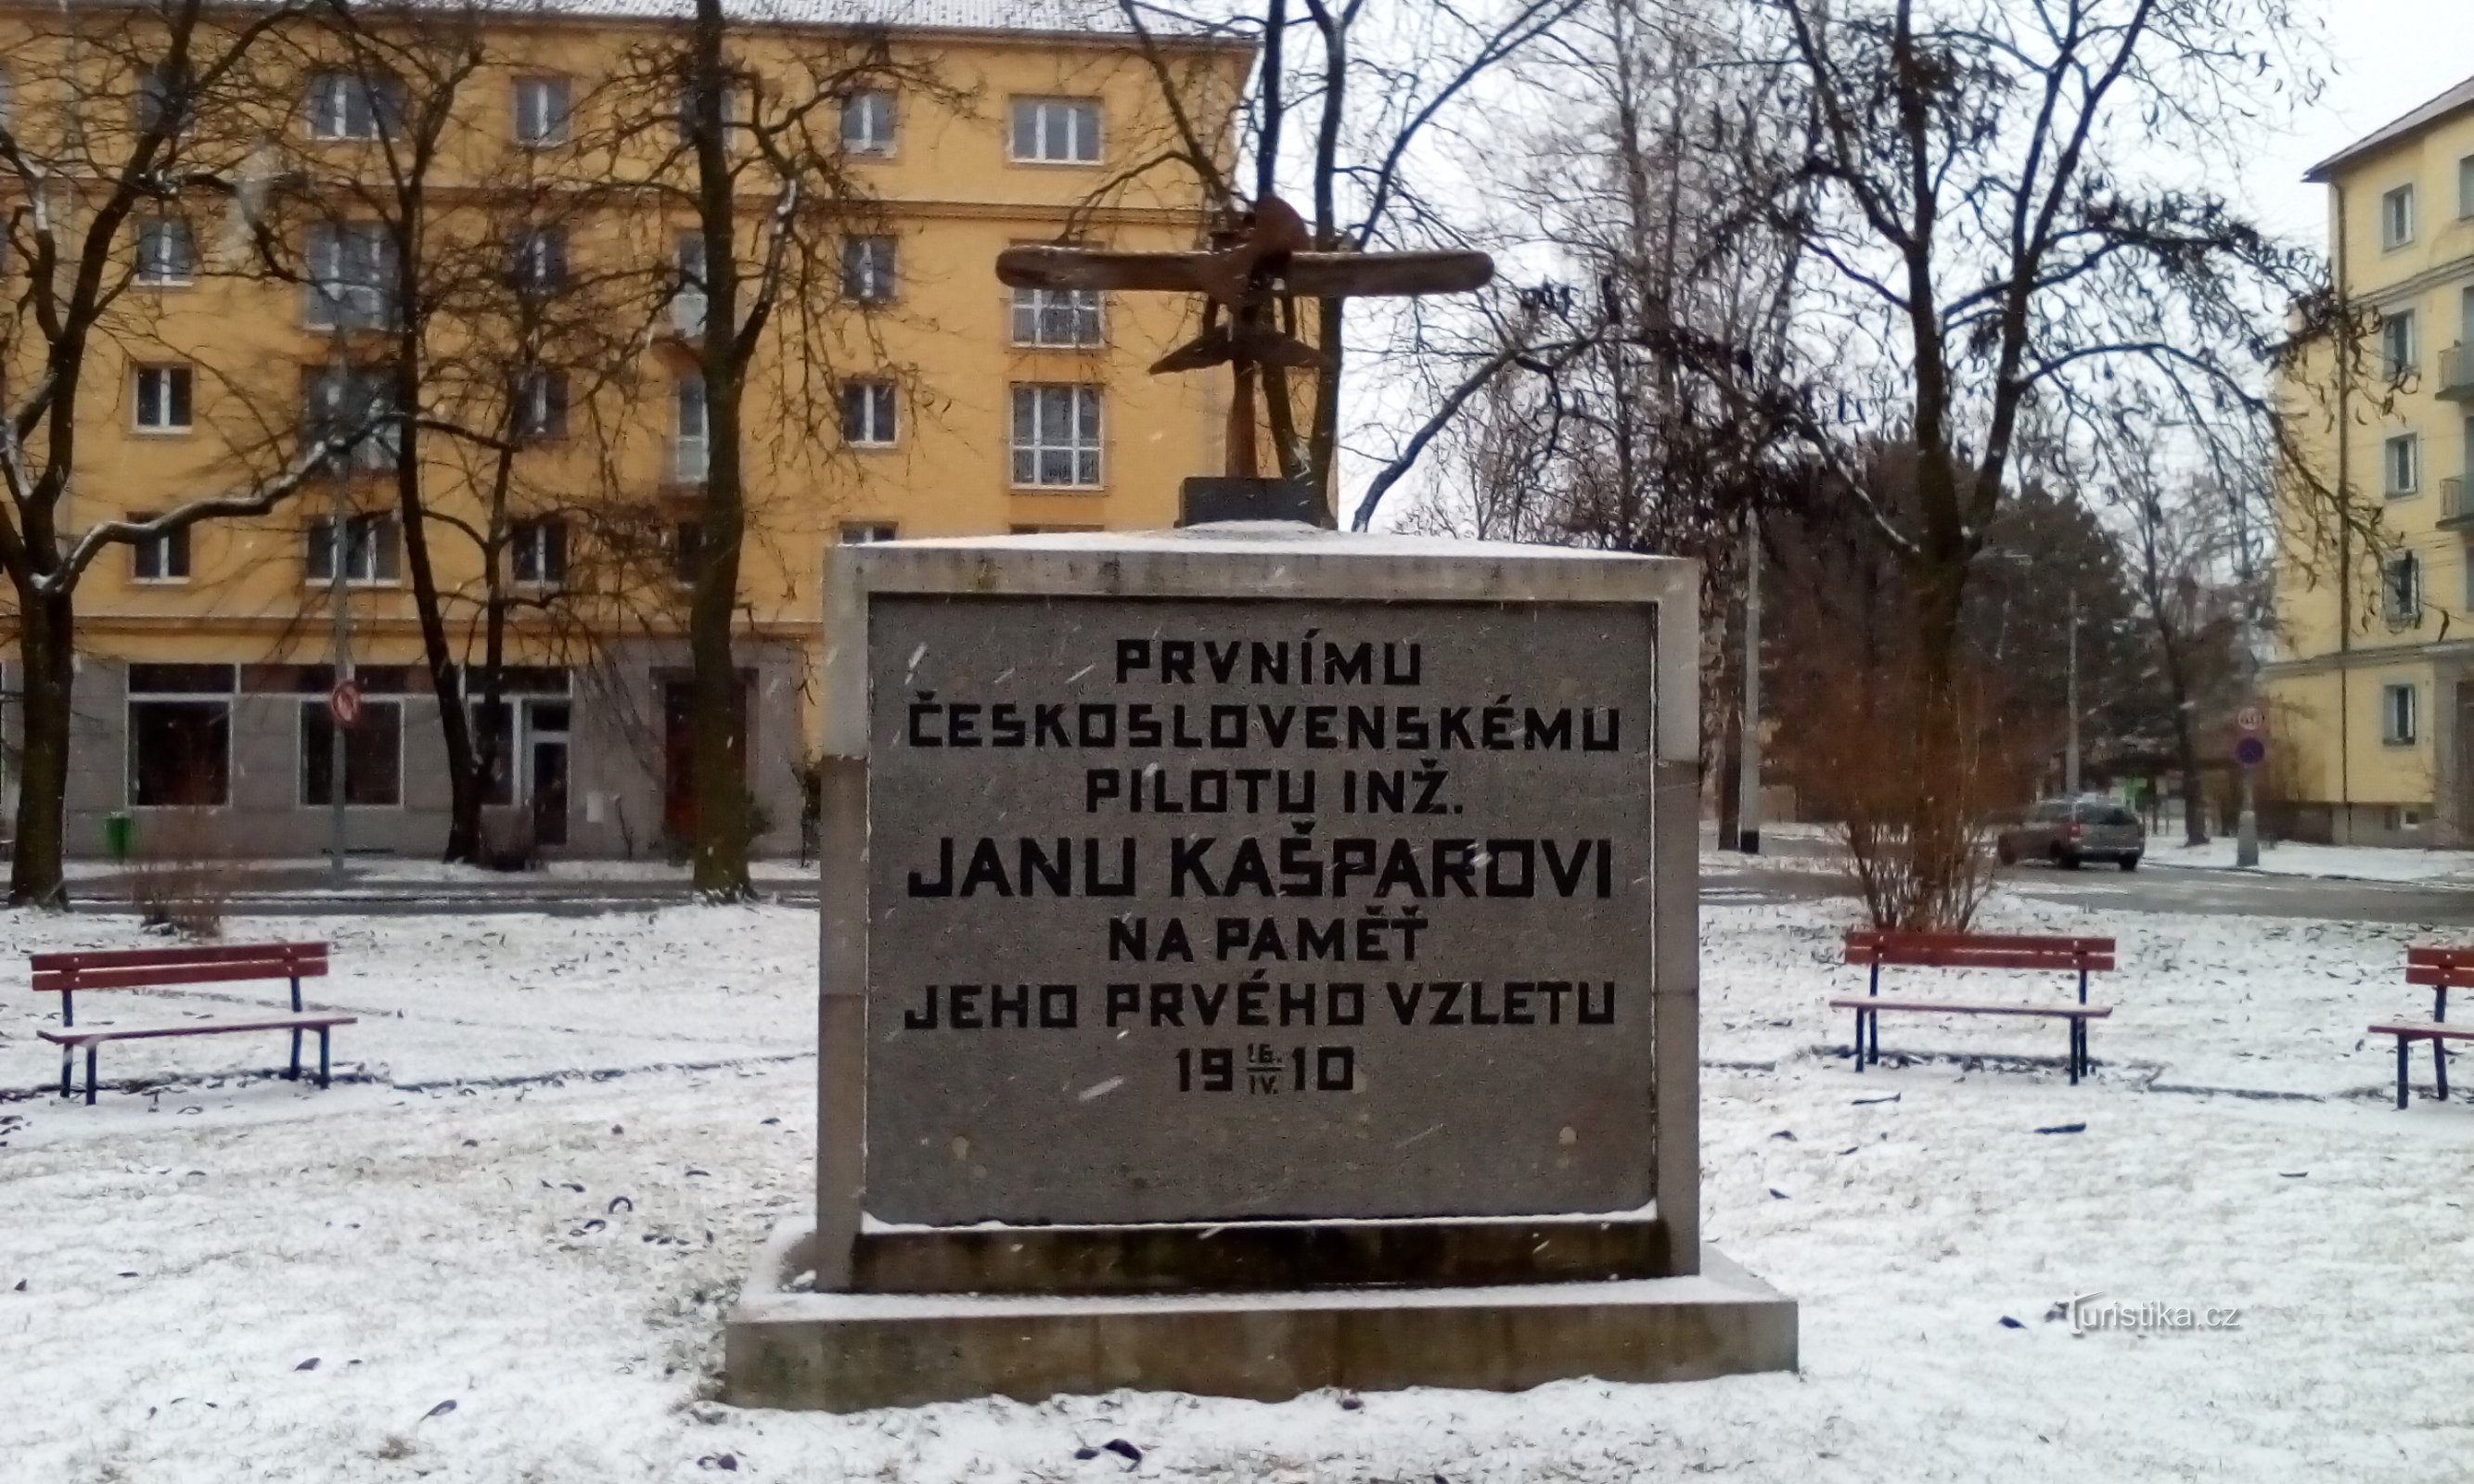 PRVNÍMU
ČESKOSLOVENSKÉMU
PILOTU INŽ.
JANU KAŠPAROVI
NA PAMĚŤ
JEHO PRVÉHO VZLETU
19 16./IV. 10
Turistika.cz